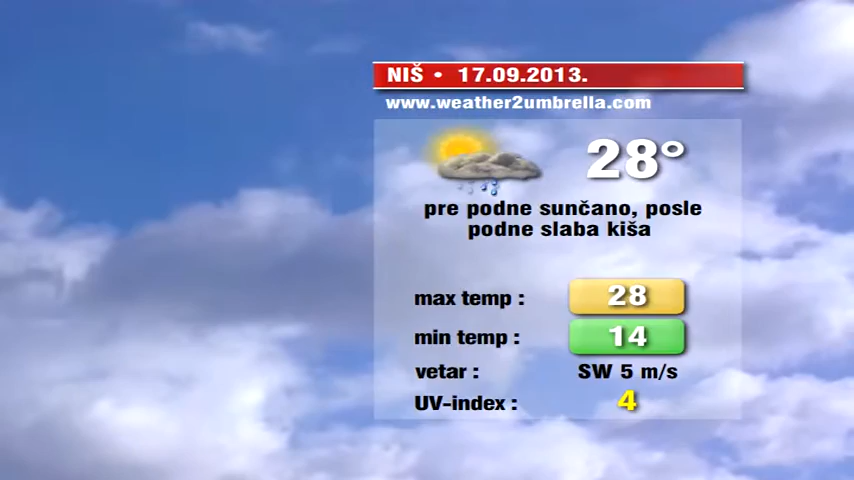 NIŠ • 17.09.2013.
www.weather2umbrella.com
28°
pre podne sunčano, posle
podne slaba kiša
max temp : 28
min temp : 14
vetar : SW 5 m/s
UV-index : 4